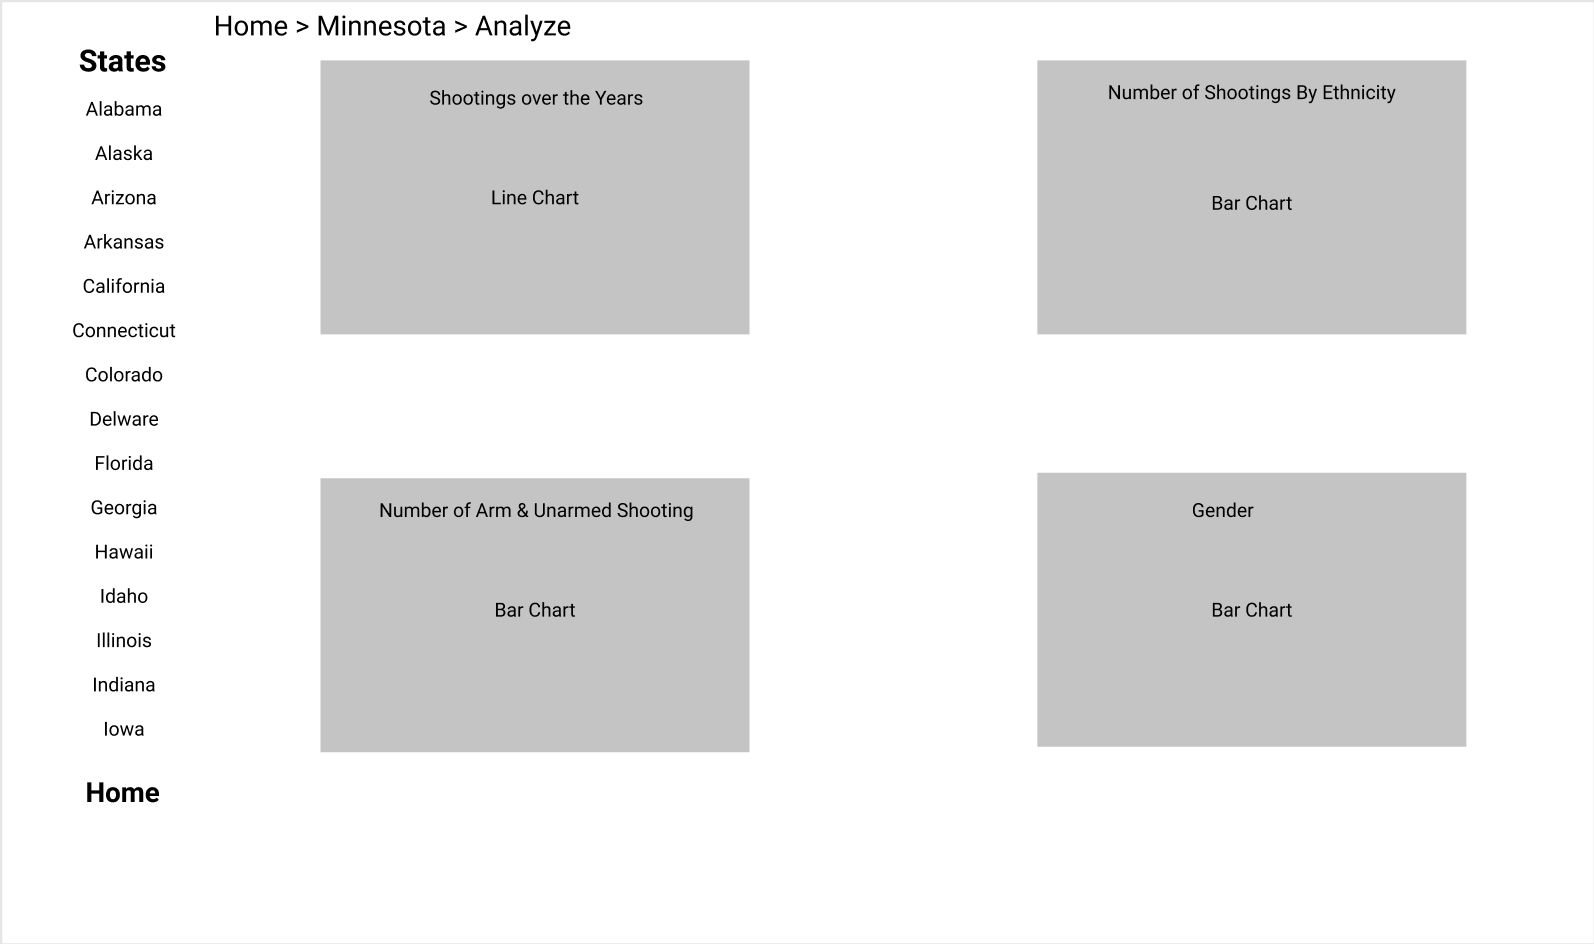 Home > Minnesota > Analyze
States
Alabama
Alaska
Arizona
Arkansas
California
Connecticut
Colorado
Delware
Florida
Georgia
Hawaii
Idaho
Illinois
Indiana
Iowa
Home
Shootings over the Years
Line Chart
Number of Shootings By Ethnicity
Bar Chart
Number of Arm & Unarmed Shooting
Bar Chart
Gender
Bar Chart